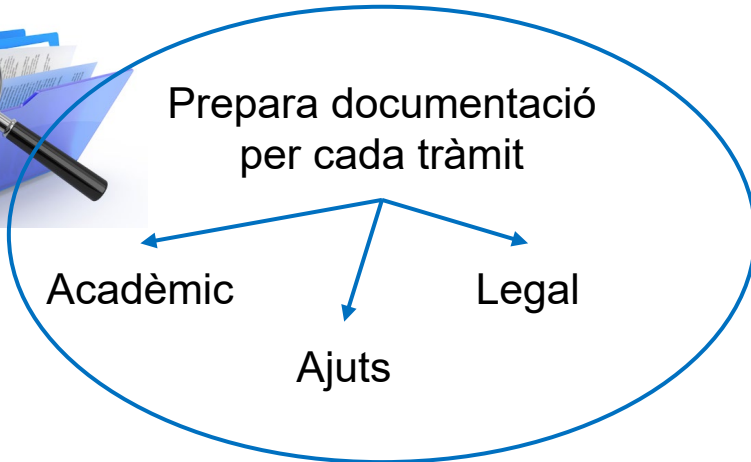 Prepara documentació
per cada tràmit
Acadèmic
Legal
Ajuts